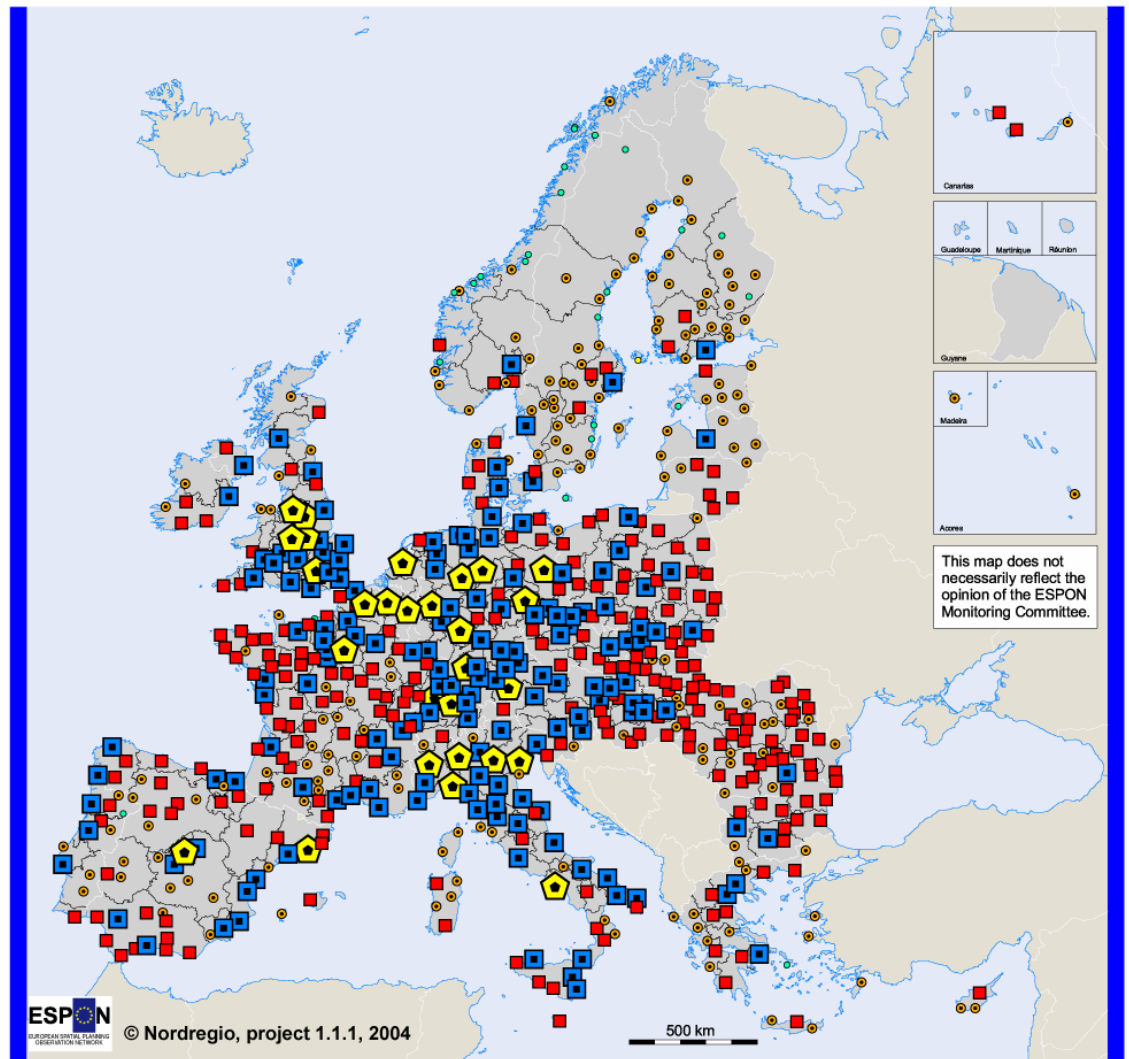 Canarias
Guadeloupe
Martinique
Réunion
Guyane
Madeira
Acores
This map does not
necessarily reflect the
opinion of the ESPON
Monitoring Committee.
500 km
ESPON
EUROPEAN SPATIAL PLANNING
OBSERVATION NETWORK
© Nordregio, project 1.1.1, 2004